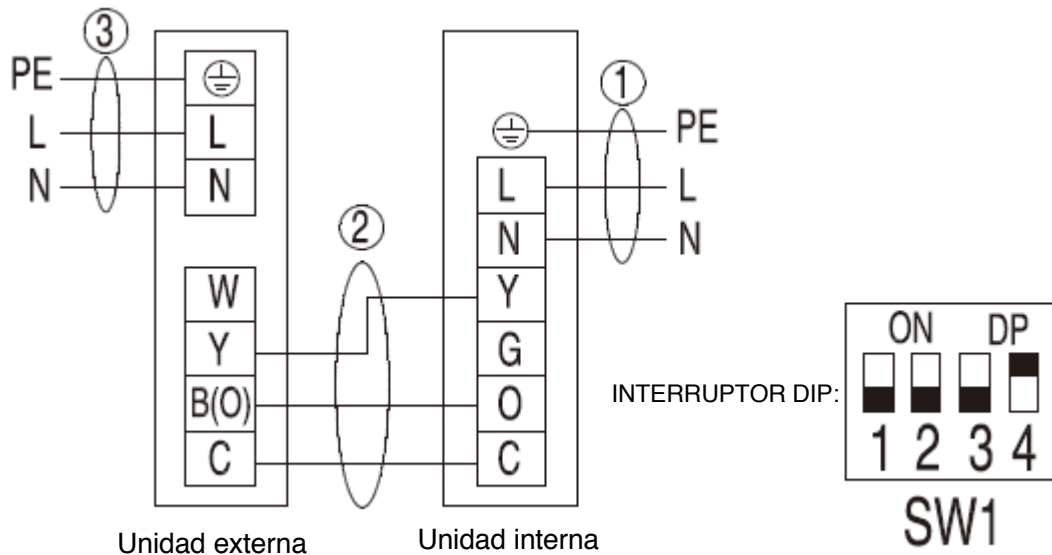 ③
PE
L
N
L
N
W
Y
B(O)
C
Unidad externa
②
①
PE
L
N
L
N
Y
G
O
C
Unidad interna
INTERRUPTOR DIP:
ON DP
1 2 3 4
SW1